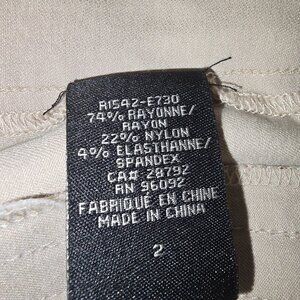 R1542-E730
74% RAYONNE/
RAYON
22% NYLON
4% ELASTHANNE/
SPANDEX
CA# 28792
RN 96092
FABRIQUÉ EN CHINE
MADE IN CHINA
2